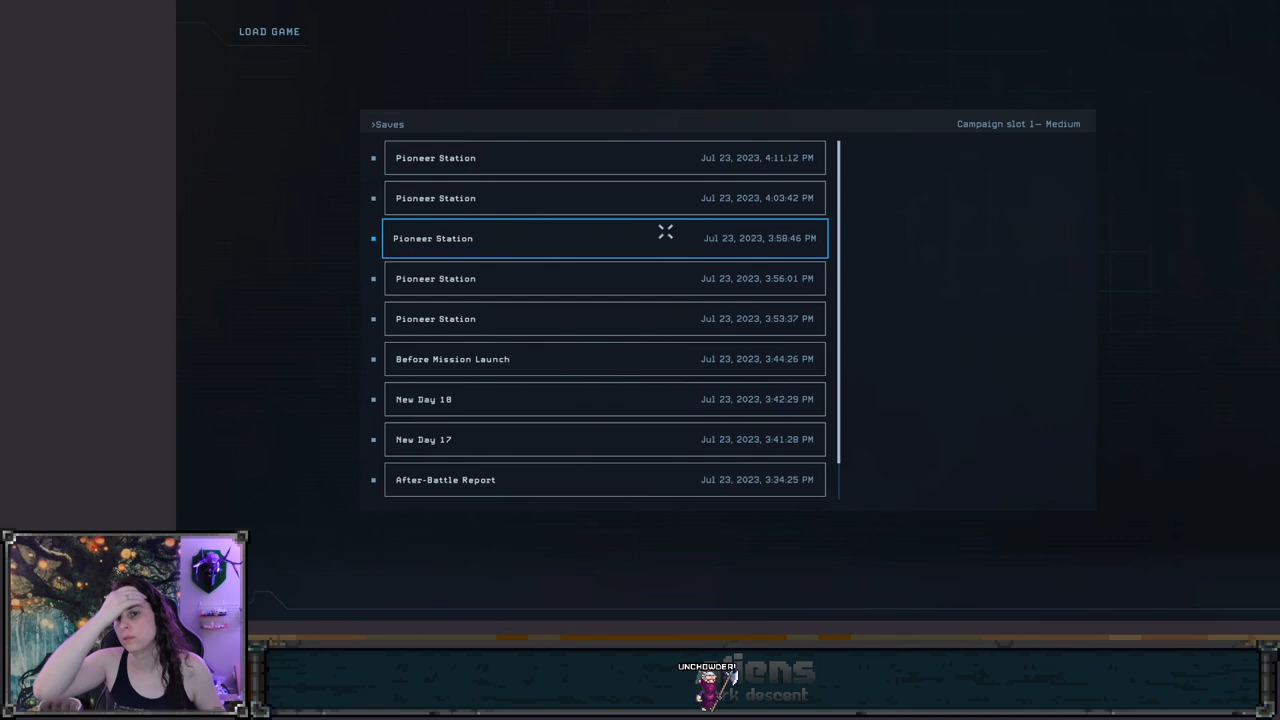 LOAD GAME
>Saves
Campaign slot 1— Medium
Pioneer Station Jul 23, 2023, 4:11:12 PM
Pioneer Station Jul 23, 2023, 4:03:42 PM
Pioneer Station Jul 23, 2023, 3:58:46 PM
Pioneer Station Jul 23, 2023, 3:56:01 PM
Pioneer Station Jul 23, 2023, 3:53:37 PM
Before Mission Launch Jul 23, 2023, 3:44:26 PM
New Day 18 Jul 23, 2023, 3:42:29 PM
New Day 17 Jul 23, 2023, 3:41:28 PM
After-Battle Report Jul 23, 2023, 3:34:25 PM
UNCHOWDER!
descent